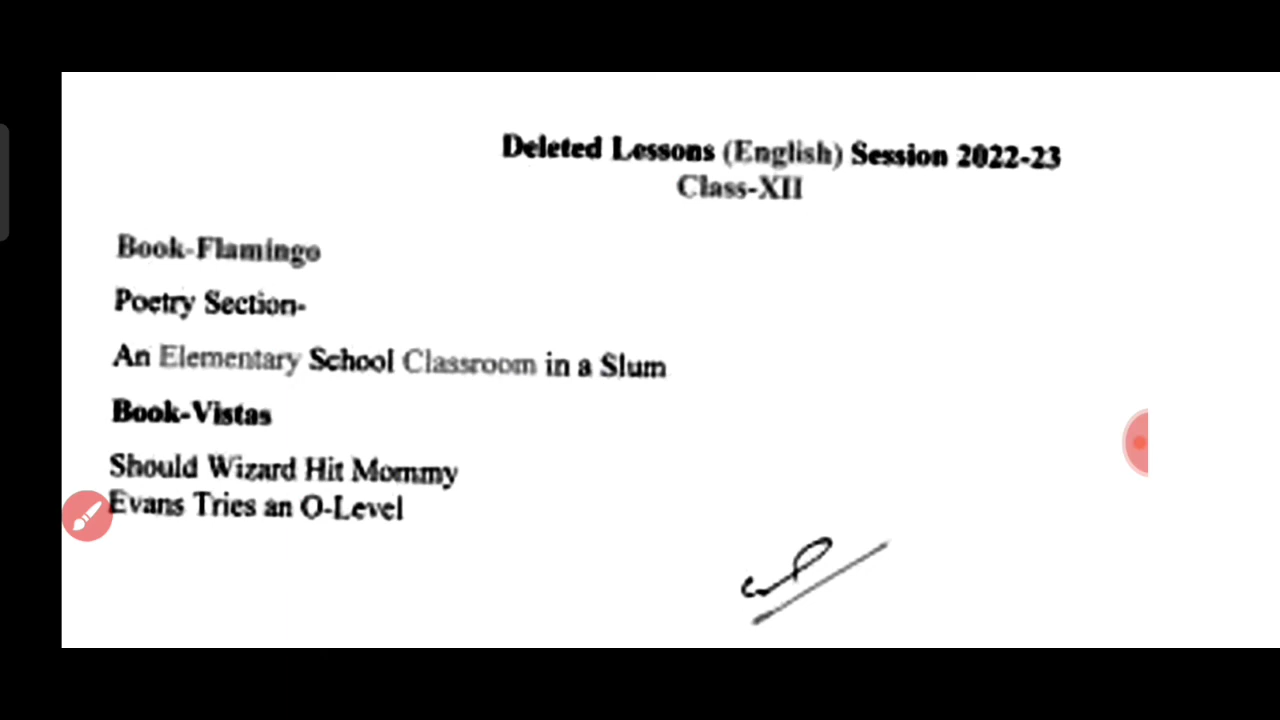 Deleted Lessons (English) Session 2022-23
Class-XII
Book-Flamingo
Poetry Section-
An Elementary School Classroom in a Slum
Book-Vistas
Should Wizard Hit Mommy
Evans Tries an O-Level